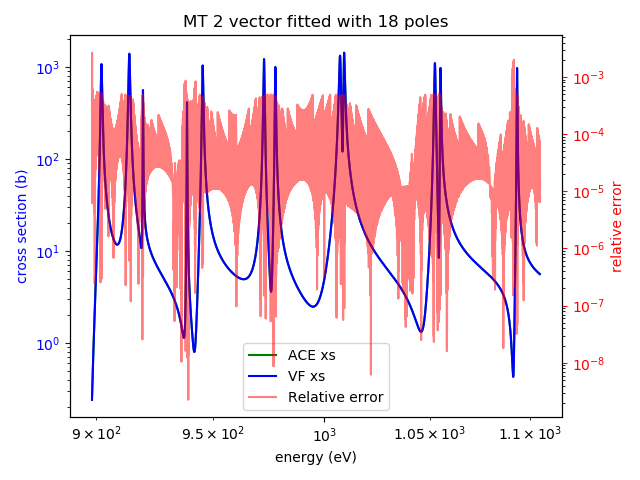 MT 2 vector fitted with 18 poles
cross section (b)
10³
10²
10¹
10⁰
10⁻³
10⁻⁴
10⁻⁵
10⁻⁶
10⁻⁷
10⁻⁸
relative error
ACE xs
VF xs
Relative error
9 × 10² 9.5 × 10² 10³ 1.05 × 10³ 1.1 × 10³
energy (eV)